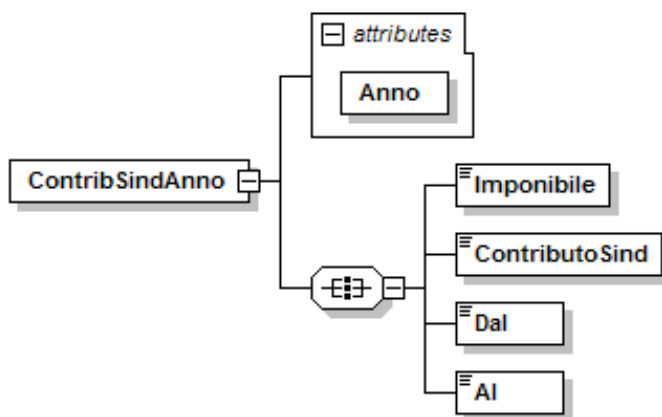 attributes
Anno
ContribSindAnno
Imponibile
ContributoSind
Dal
Al